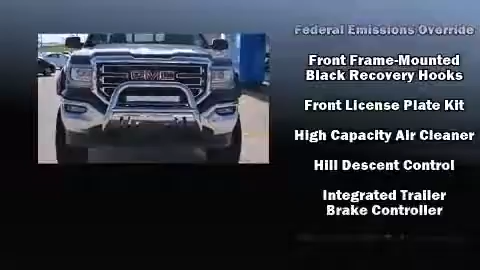 Federal Emissions Override
Front Frame-Mounted
Black Recovery Hooks
Front License Plate Kit
High Capacity Air Cleaner
Hill Descent Control
Integrated Trailer
Brake Controller
GMC